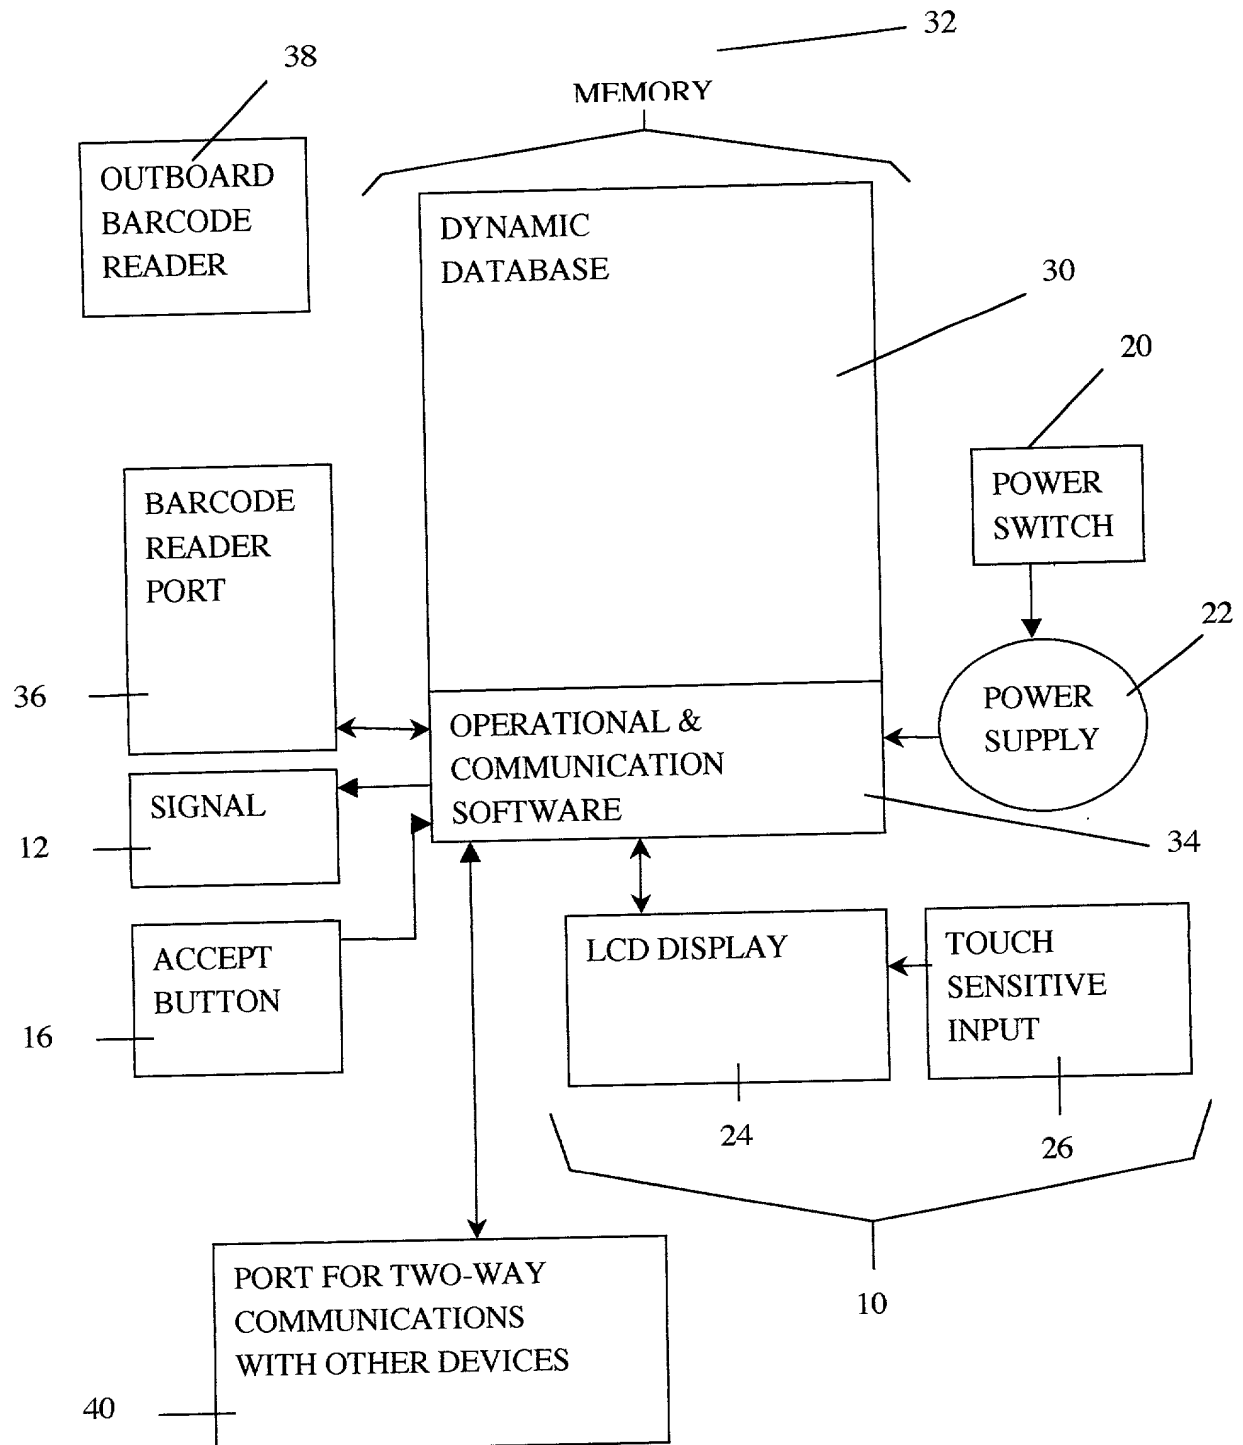 32
38
MEMORY
OUTBOARD
BARCODE
READER
DYNAMIC
DATABASE
30
20
BARCODE
READER
PORT
POWER
SWITCH
22
36
POWER
SUPPLY
OPERATIONAL &
COMMUNICATION
SOFTWARE
SIGNAL
12
34
ACCEPT
BUTTON
16
LCD DISPLAY
TOUCH
SENSITIVE
INPUT
24
26
10
PORT FOR TWO-WAY
COMMUNICATIONS
WITH OTHER DEVICES
40